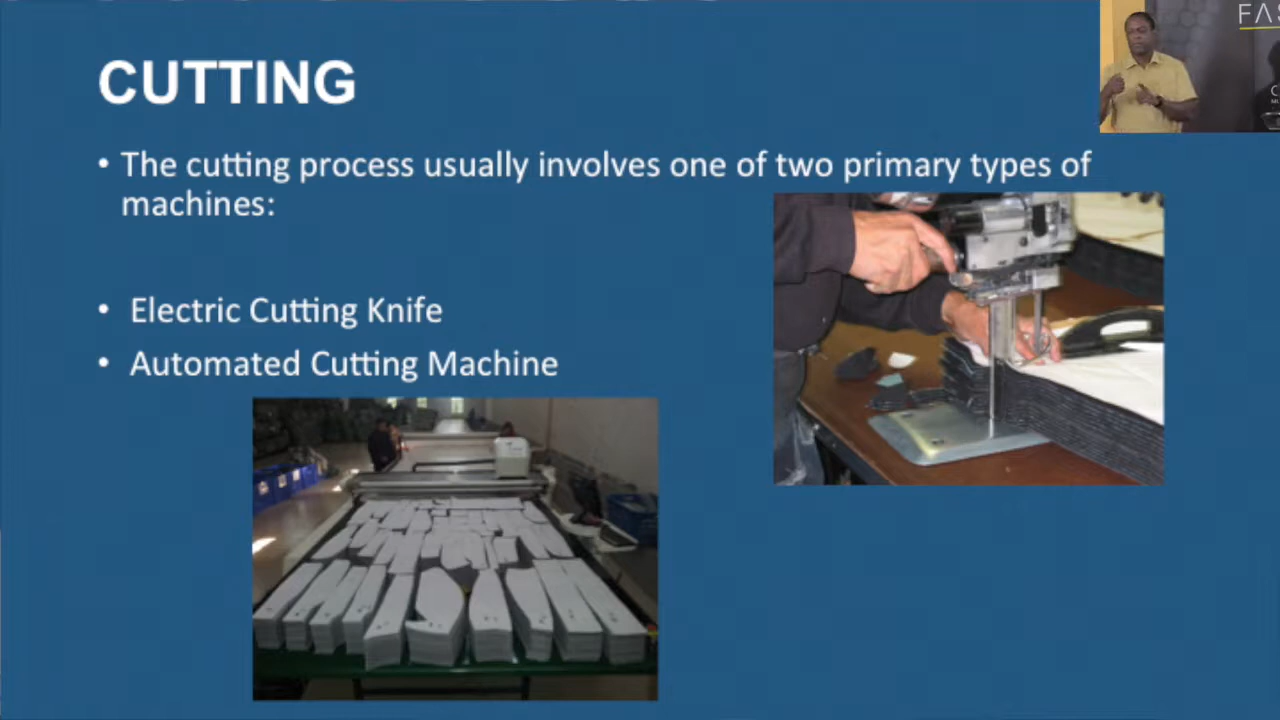 CUTTING
• The cutting process usually involves one of two primary types of
machines:
• Electric Cutting Knife
• Automated Cutting Machine
FAS